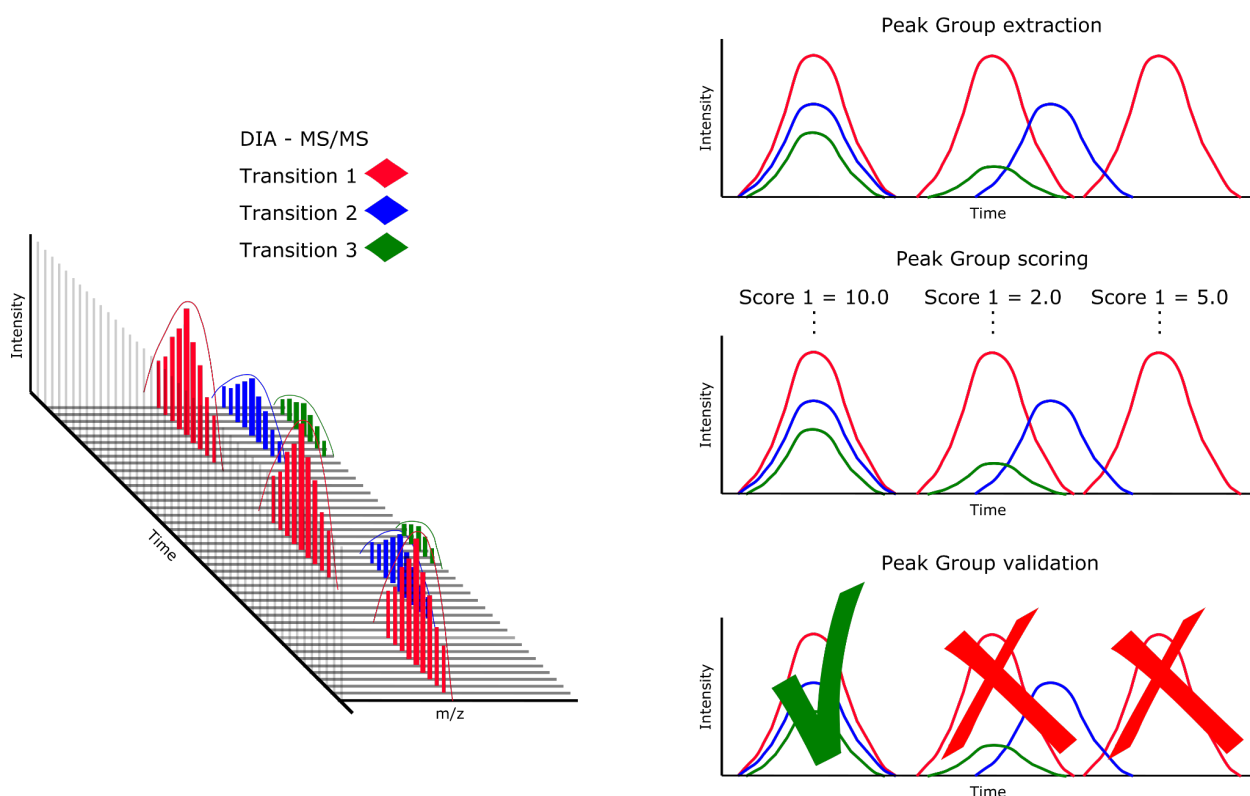 DIA - MS/MS
Transition 1
Transition 2
Transition 3
Intensity
Time
m/z
Peak Group extraction
Intensity
Time
Peak Group scoring
Score 1 = 10.0 Score 1 = 2.0 Score 1 = 5.0
Intensity
Time
Peak Group validation
Intensity
Time